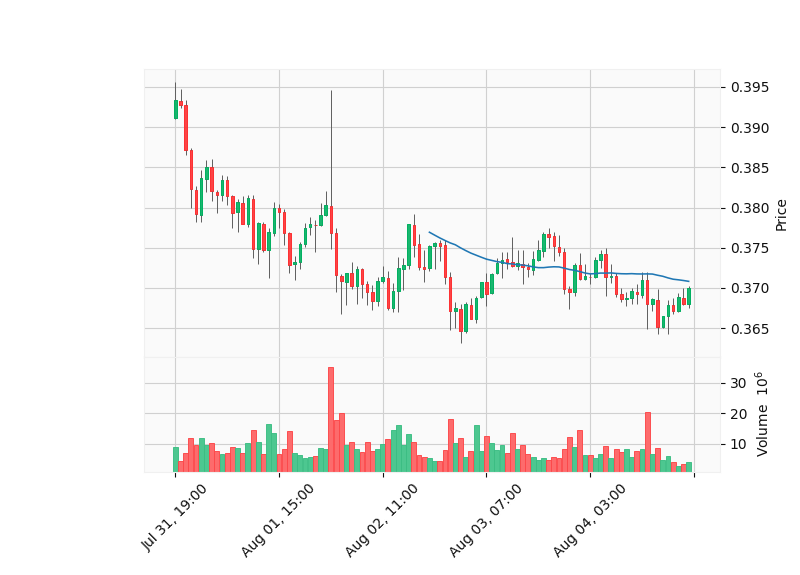 0.395
0.390
0.385
0.380
0.375
0.370
0.365
Price
30
20
10
Volume 10^6
Jul 31, 19:00
Aug 01, 15:00
Aug 02, 11:00
Aug 03, 07:00
Aug 04, 03:00